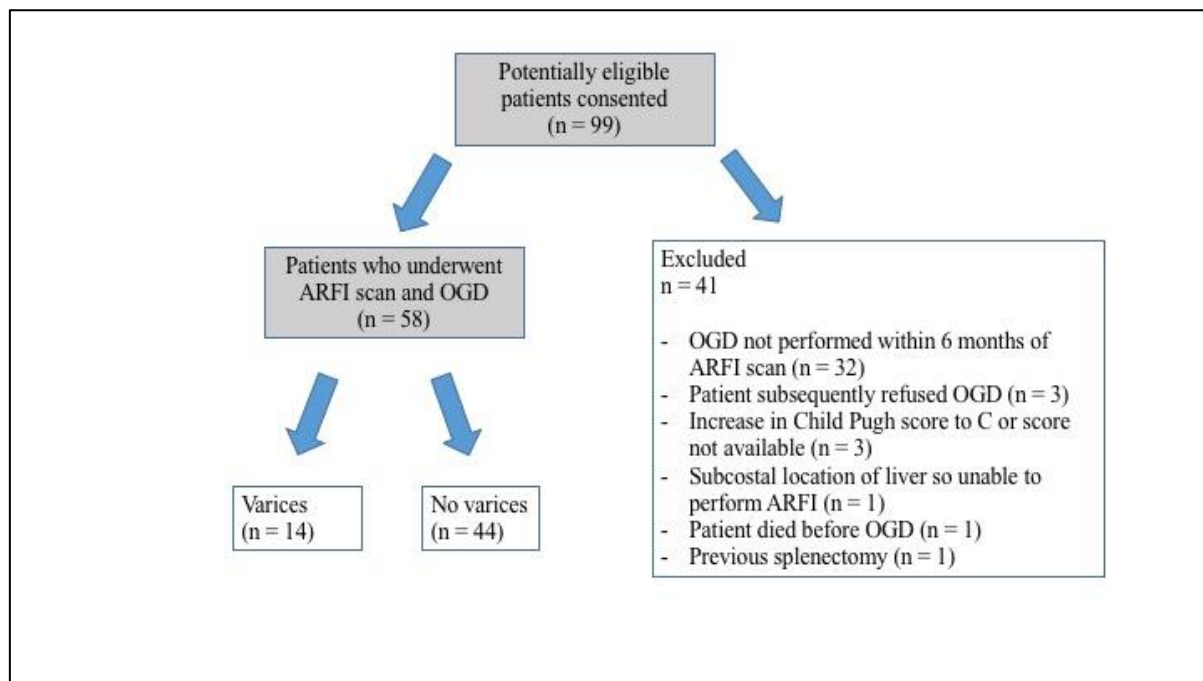 Potentially eligible
patients consented
(n = 99)
Patients who underwent
ARFI scan and OGD
(n = 58)
Varices
(n = 14)
No varices
(n = 44)
Excluded
n = 41
- OGD not performed within 6 months of
ARFI scan (n = 32)
- Patient subsequently refused OGD (n = 3)
- Increase in Child Pugh score to C or score
not available (n = 3)
- Subcostal location of liver so unable to
perform ARFI (n = 1)
- Patient died before OGD (n = 1)
- Previous splenectomy (n = 1)